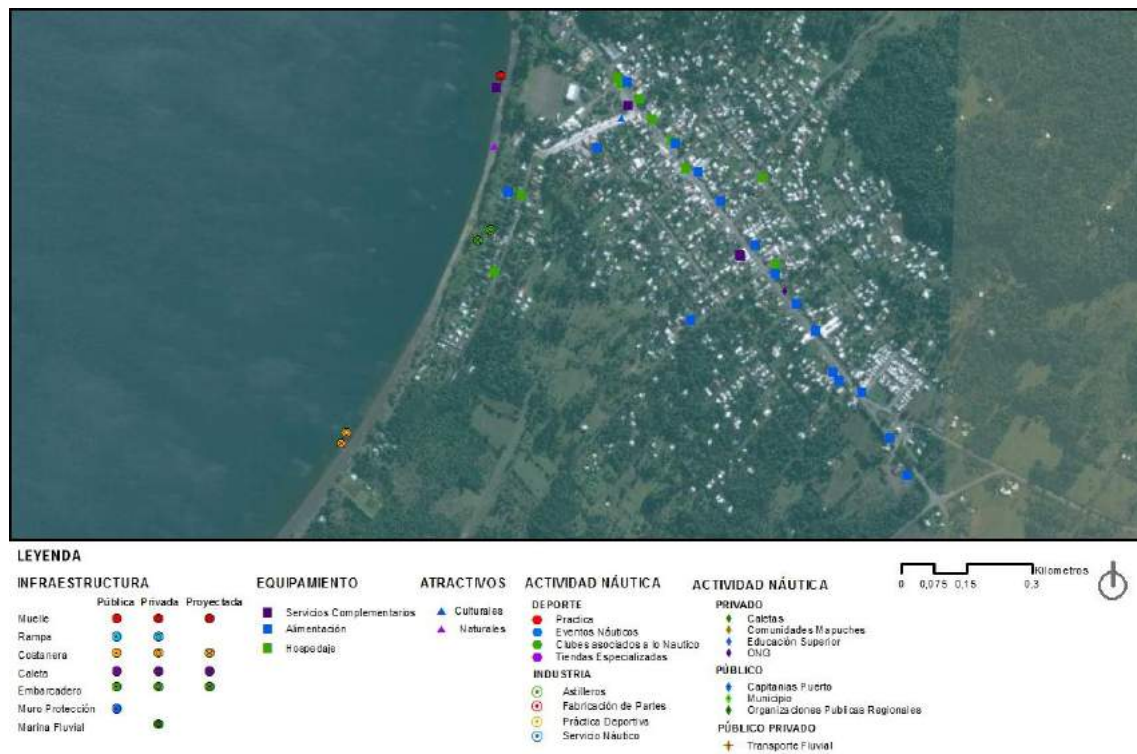 LEYENDA
INFRAESTRUCTURA
Pública Privada Proyectada
Muelle
Rampa
Costanera
Caleta
Embarcadero
Muro Protección
Marina Fluvial
EQUIPAMIENTO
Servicios Complementarios
Alimentación
Hospedaje
ATRACTIVOS
Culturales
Naturales
ACTIVIDAD NÁUTICA
DEPORTE
Practica
Eventos Náuticos
Clubes asociados a lo Nautico
Tiendas Especializadas
INDUSTRIA
Astilleros
Fabricación de Partes
Práctica Deportiva
Servicio Náutico
ACTIVIDAD NÁUTICA
PRIVADO
Caletas
Comunidades Mapuches
Educación Superior
ONG
PÚBLICO
Capitanias Puerto
Municipio
Organizaciones Publicas Regionales
PÚBLICO PRIVADO
Transporte Fluvial
Kilometros
0 0,075 0,15 0,3